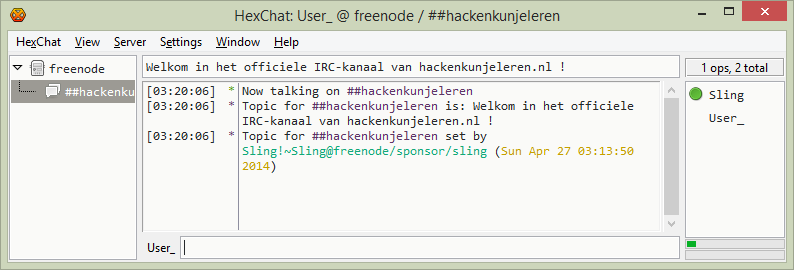 HexChat: User_ @ freenode / ##hackenkunjeleren
HexChat View Server Settings Window Help
freenode
##hackenku
Welkom in het officiele IRC-kanaal van hackenkunjeleren.nl !
[03:20:06] * Now talking on ##hackenkunjeleren
[03:20:06] * Topic for ##hackenkunjeleren is: Welkom in het officiele
IRC-kanaal van hackenkunjeleren.nl !
[03:20:06] * Topic for ##hackenkunjeleren set by
Sling!~Sling@freenode/sponsor/sling (Sun Apr 27 03:13:50
2014)
User_
1 ops, 2 total
Sling
User_